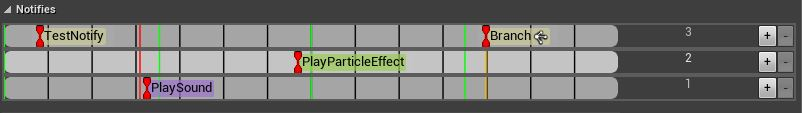 Notifies
TestNotify Branch 3 + -
PlayParticleEffect 2 + -
PlaySound 1 + -